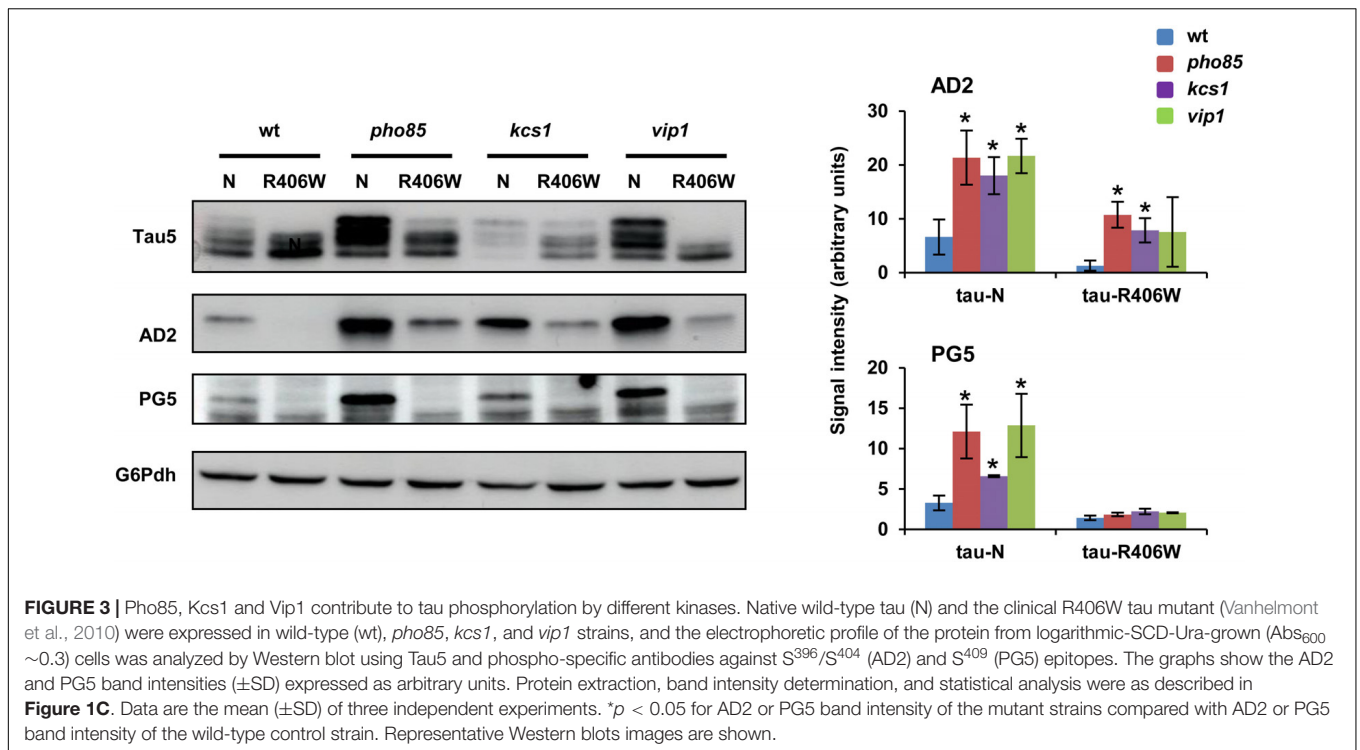 wt
pho85
kcs1
vip1
N R406W N R406W N R406W N R406W
Tau5
N
AD2
PG5
G6Pdh
wt
pho85
kcs1
vip1
Signal intensity (arbitrary units)
AD2
30
20
10
0
* * * * *
tau-N tau-R406W
PG5
20
15
10
5
0
* * *
tau-N tau-R406W
FIGURE 3 | Pho85, Kcs1 and Vip1 contribute to tau phosphorylation by different kinases. Native wild-type tau (N) and the clinical R406W tau mutant (Vanhelmont
et al., 2010) were expressed in wild-type (wt), pho85, kcs1, and vip1 strains, and the electrophoretic profile of the protein from logarithmic-SCD-Ura-grown (Abs600
∼0.3) cells was analyzed by Western blot using Tau5 and phospho-specific antibodies against S396/S404 (AD2) and S409 (PG5) epitopes. The graphs show the AD2
and PG5 band intensities (±SD) expressed as arbitrary units. Protein extraction, band intensity determination, and statistical analysis were as described in
Figure 1C. Data are the mean (±SD) of three independent experiments. *p < 0.05 for AD2 or PG5 band intensity of the mutant strains compared with AD2 or PG5
band intensity of the wild-type control strain. Representative Western blots images are shown.